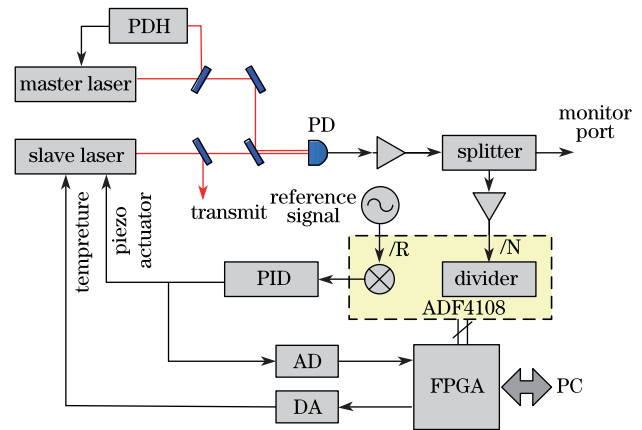 PDH
master laser
monitor
port
PD
slave laser
splitter
transmit
reference
signal
tempreture
piezo
actuator
/R
/N
PID
divider
ADF4108
AD
FPGA
PC
DA